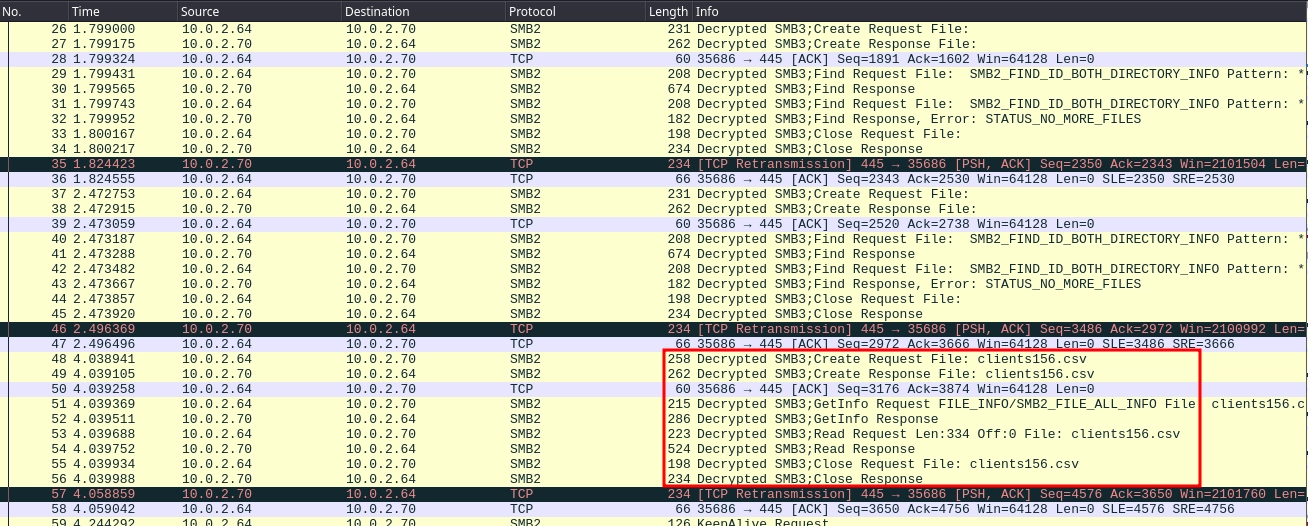 No. Time Source Destination Protocol Length Info
26 1.799000 10.0.2.64 10.0.2.70 SMB2 231 Decrypted SMB3;Create Request File:
27 1.799175 10.0.2.70 10.0.2.64 SMB2 262 Decrypted SMB3;Create Response File:
28 1.799324 10.0.2.64 10.0.2.70 TCP 60 35686 → 445 [ACK] Seq=1891 Ack=1602 Win=64128 Len=0
29 1.799431 10.0.2.64 10.0.2.70 SMB2 208 Decrypted SMB3;Find Request File: SMB2_FIND_ID_BOTH_DIRECTORY_INFO Pattern: *
30 1.799565 10.0.2.70 10.0.2.64 SMB2 674 Decrypted SMB3;Find Response
31 1.799743 10.0.2.64 10.0.2.70 SMB2 208 Decrypted SMB3;Find Request File: SMB2_FIND_ID_BOTH_DIRECTORY_INFO Pattern: *
32 1.799952 10.0.2.70 10.0.2.64 SMB2 182 Decrypted SMB3;Find Response, Error: STATUS_NO_MORE_FILES
33 1.800167 10.0.2.64 10.0.2.70 SMB2 198 Decrypted SMB3;Close Request File:
34 1.800217 10.0.2.70 10.0.2.64 SMB2 234 Decrypted SMB3;Close Response
35 1.824423 10.0.2.70 10.0.2.64 TCP 234 [TCP Retransmission] 445 → 35686 [PSH, ACK] Seq=2350 Ack=2343 Win=2101504 Len=
36 1.824555 10.0.2.64 10.0.2.70 TCP 66 35686 → 445 [ACK] Seq=2343 Ack=2530 Win=64128 Len=0 SLE=2350 SRE=2530
37 2.472753 10.0.2.64 10.0.2.70 SMB2 231 Decrypted SMB3;Create Request File:
38 2.472915 10.0.2.70 10.0.2.64 SMB2 262 Decrypted SMB3;Create Response File:
39 2.473059 10.0.2.64 10.0.2.70 TCP 60 35686 → 445 [ACK] Seq=2520 Ack=2738 Win=64128 Len=0
40 2.473187 10.0.2.64 10.0.2.70 SMB2 208 Decrypted SMB3;Find Request File: SMB2_FIND_ID_BOTH_DIRECTORY_INFO Pattern: *
41 2.473288 10.0.2.70 10.0.2.64 SMB2 674 Decrypted SMB3;Find Response
42 2.473482 10.0.2.64 10.0.2.70 SMB2 208 Decrypted SMB3;Find Request File: SMB2_FIND_ID_BOTH_DIRECTORY_INFO Pattern: *
43 2.473667 10.0.2.70 10.0.2.64 SMB2 182 Decrypted SMB3;Find Response, Error: STATUS_NO_MORE_FILES
44 2.473857 10.0.2.64 10.0.2.70 SMB2 198 Decrypted SMB3;Close Request File:
45 2.473920 10.0.2.70 10.0.2.64 SMB2 234 Decrypted SMB3;Close Response
46 2.496369 10.0.2.70 10.0.2.64 TCP 234 [TCP Retransmission] 445 → 35686 [PSH, ACK] Seq=3486 Ack=2972 Win=2100992 Len=
47 2.496496 10.0.2.64 10.0.2.70 TCP 66 35686 → 445 [ACK] Seq=2972 Ack=3666 Win=64128 Len=0 SLE=3486 SRE=3666
48 4.038941 10.0.2.64 10.0.2.70 SMB2 258 Decrypted SMB3;Create Request File: clients156.csv
49 4.039105 10.0.2.70 10.0.2.64 SMB2 262 Decrypted SMB3;Create Response File: clients156.csv
50 4.039258 10.0.2.64 10.0.2.70 TCP 60 35686 → 445 [ACK] Seq=3176 Ack=3874 Win=64128 Len=0
51 4.039369 10.0.2.64 10.0.2.70 SMB2 215 Decrypted SMB3;GetInfo Request FILE_INFO/SMB2_FILE_ALL_INFO File clients156.c
52 4.039511 10.0.2.70 10.0.2.64 SMB2 286 Decrypted SMB3;GetInfo Response
53 4.039688 10.0.2.64 10.0.2.70 SMB2 223 Decrypted SMB3;Read Request Len:334 Off:0 File: clients156.csv
54 4.039752 10.0.2.70 10.0.2.64 SMB2 524 Decrypted SMB3;Read Response
55 4.039934 10.0.2.64 10.0.2.70 SMB2 198 Decrypted SMB3;Close Request File: clients156.csv
56 4.039988 10.0.2.70 10.0.2.64 SMB2 234 Decrypted SMB3;Close Response
57 4.058859 10.0.2.70 10.0.2.64 TCP 234 [TCP Retransmission] 445 → 35686 [PSH, ACK] Seq=4576 Ack=3650 Win=2101760 Len=
58 4.059042 10.0.2.64 10.0.2.70 TCP 66 35686 → 445 [ACK] Seq=3650 Ack=4756 Win=64128 Len=0 SLE=4576 SRE=4756
59 4.244292 10.0.2.64 10.0.2.70 SMB2 126 KeepAlive Request